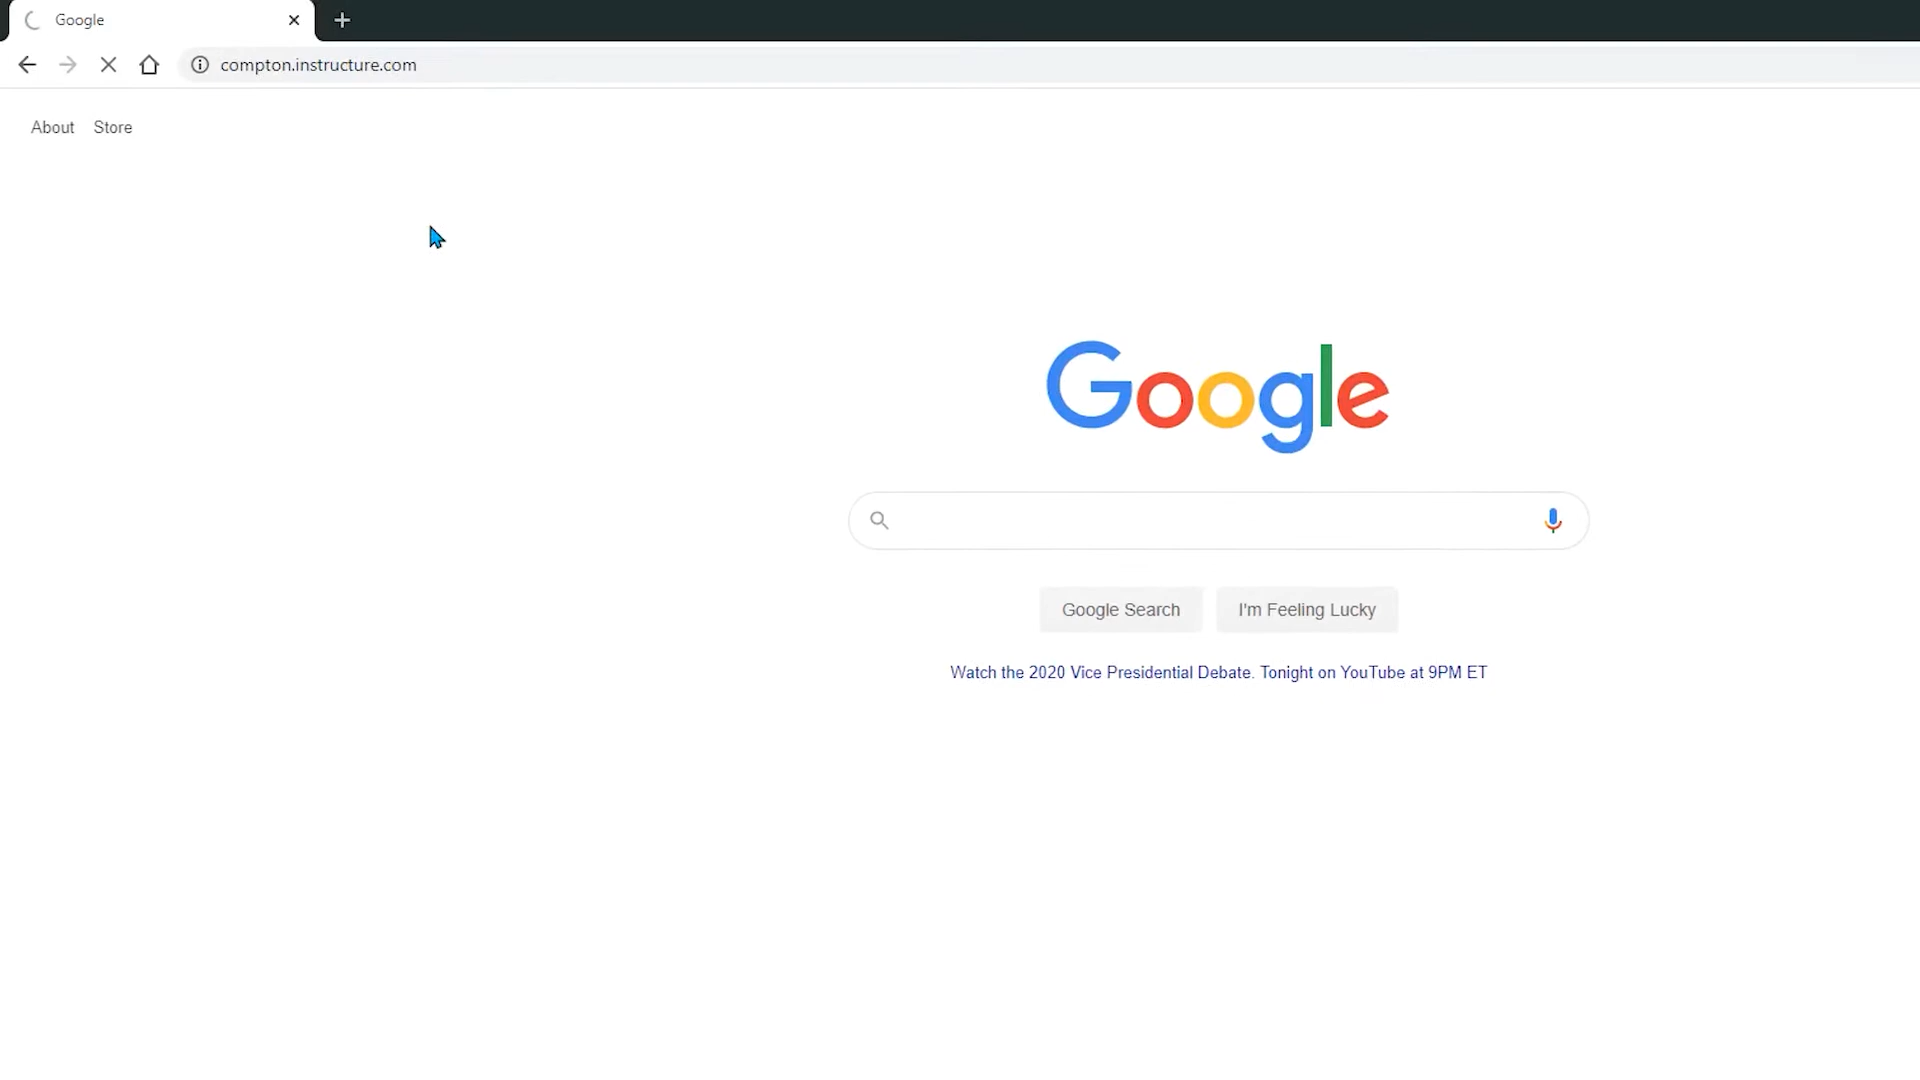 Google
compton.instructure.com
About Store
Google
Google Search I'm Feeling Lucky
Watch the 2020 Vice Presidential Debate. Tonight on YouTube at 9PM ET